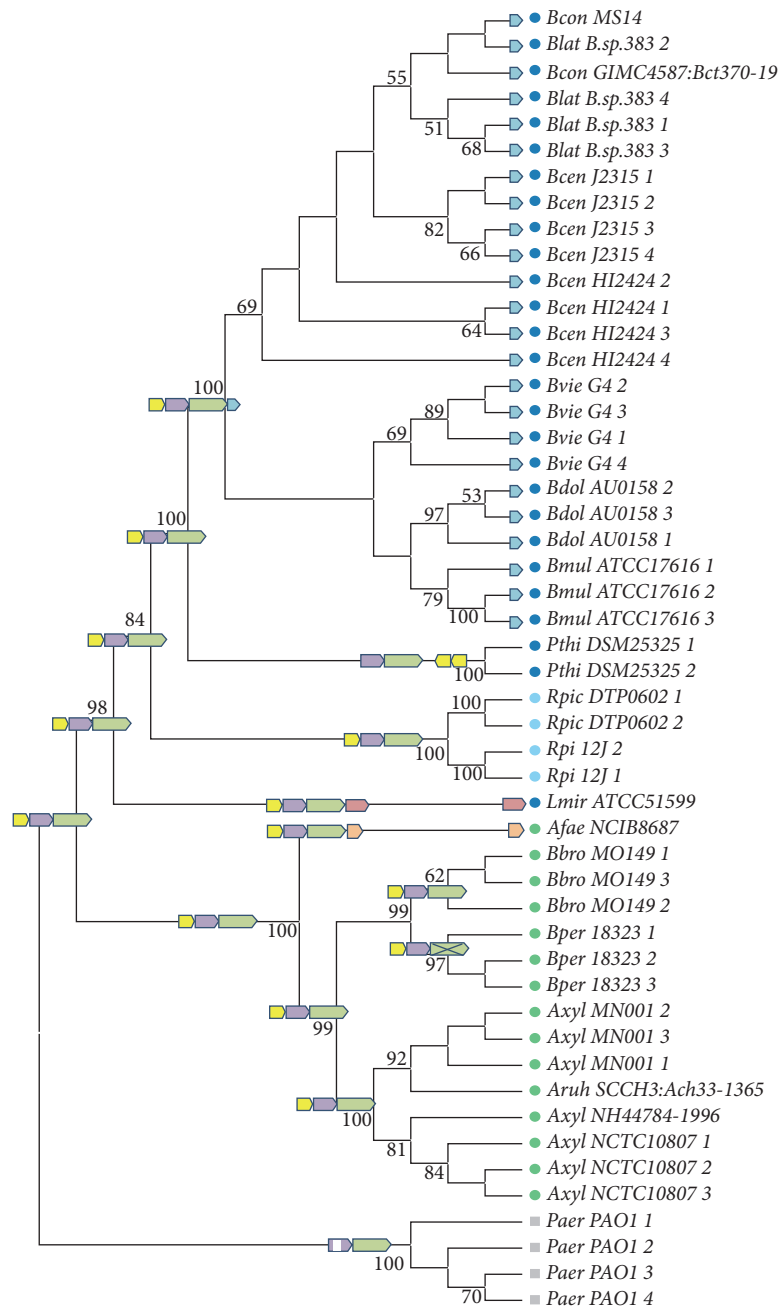 Bcon MS14
Blat B.sp.383 2
Bcon GIMC4587:Bct370-19
55
Blat B.sp.383 4
51
Blat B.sp.383 1
68
Blat B.sp.383 3
Bcen J2315 1
Bcen J2315 2
82
Bcen J2315 3
66
Bcen J2315 4
Bcen HI2424 2
69
Bcen HI2424 1
64
Bcen HI2424 3
Bcen HI2424 4
100
Bvie G4 2
89
Bvie G4 3
69
Bvie G4 1
Bvie G4 4
53
Bdol AU0158 2
97
Bdol AU0158 3
100
Bdol AU0158 1
Bmul ATCC17616 1
79
Bmul ATCC17616 2
100
Bmul ATCC17616 3
84
Pthi DSM25325 1
100
Pthi DSM25325 2
100
Rpic DTP0602 1
98
Rpic DTP0602 2
100
Rpi 12J 2
100
Rpi 12J 1
Lmir ATCC51599
Afae NCIB8687
Bbro MO149 1
62
Bbro MO149 3
99
Bbro MO149 2
100
Bper 18323 1
97
Bper 18323 2
Bper 18323 3
99
Axyl MN001 2
Axyl MN001 3
92
Axyl MN001 1
Aruh SCCH3:Ach33-1365
100
Axyl NH44784-1996
81
Axyl NCTC10807 1
84
Axyl NCTC10807 2
Axyl NCTC10807 3
Paer PAO1 1
100
Paer PAO1 2
Paer PAO1 3
70
Paer PAO1 4